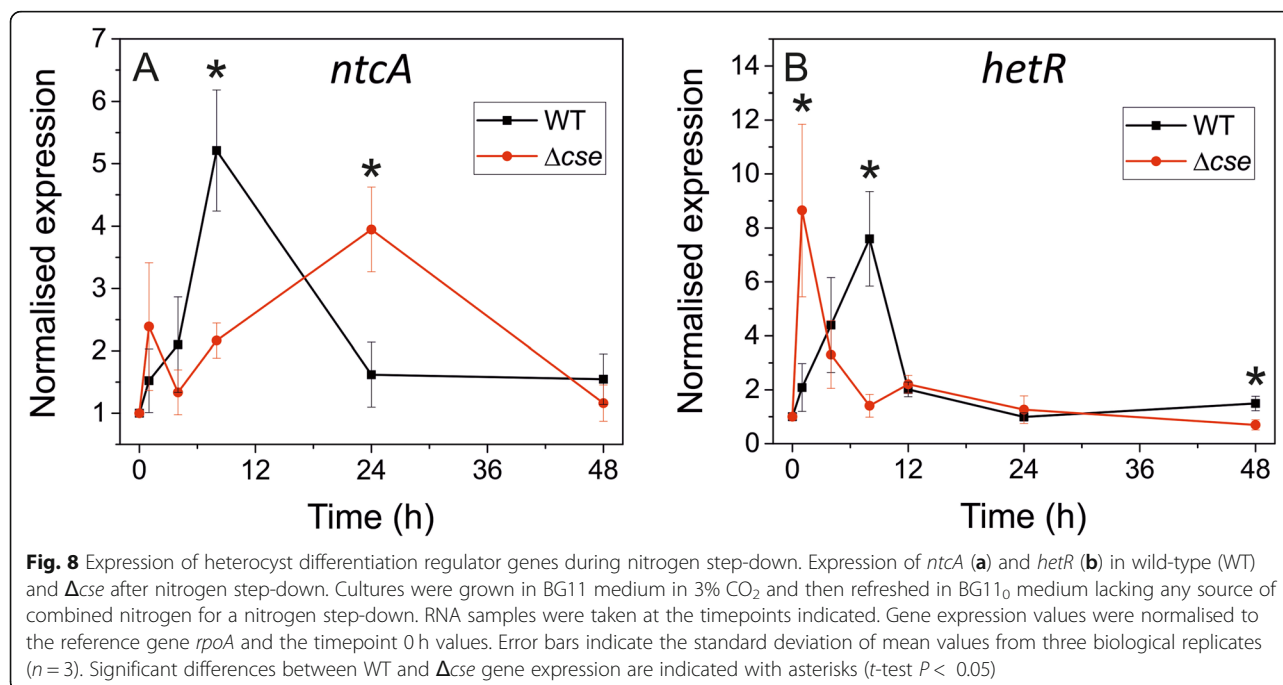 A
*
*
ntcA
WT
Δcse
Normalised expression
7
6
5
4
3
2
1
0
12
24
36
48
Time (h)
B
*
*
*
hetR
WT
Δcse
Normalised expression
14
12
10
8
6
4
2
0
0
12
24
36
48
Time (h)
Fig. 8 Expression of heterocyst differentiation regulator genes during nitrogen step-down. Expression of ntcA (a) and hetR (b) in wild-type (WT)
and Δcse after nitrogen step-down. Cultures were grown in BG11 medium in 3% CO₂ and then refreshed in BG11₀ medium lacking any source of
combined nitrogen for a nitrogen step-down. RNA samples were taken at the timepoints indicated. Gene expression values were normalised to
the reference gene rpoA and the timepoint 0 h values. Error bars indicate the standard deviation of mean values from three biological replicates
(n = 3). Significant differences between WT and Δcse gene expression are indicated with asterisks (t-test P < 0.05)